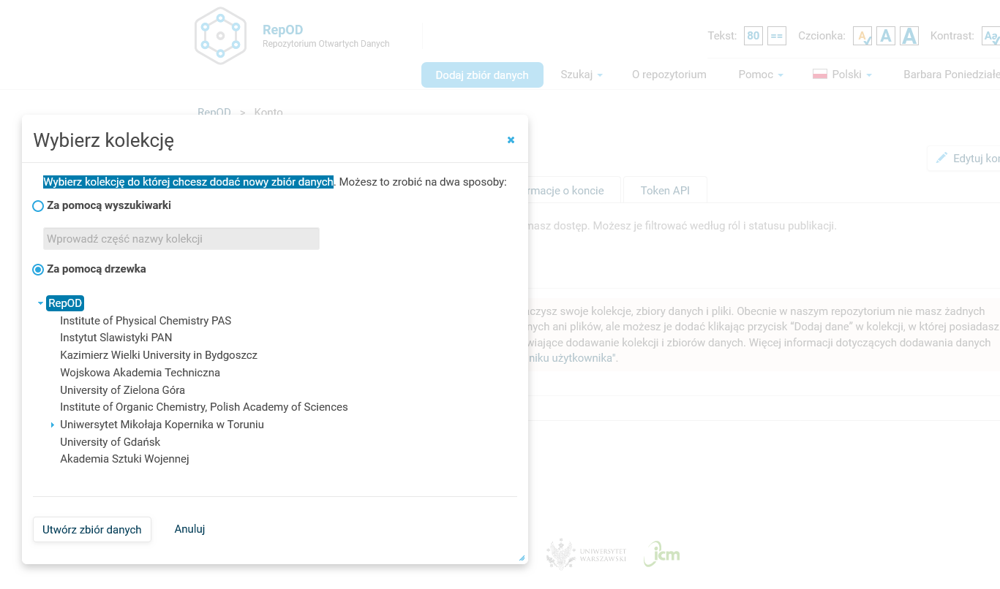 RepOD
Repozytorium Otwartych Danych
Tekst: 80 == Czcionka: A A A Kontrast: Aa
Dodaj zbiór danych Szukaj O repozytorium Pomoc Polski Barbara
RepOD > Konto
Wybierz kolekcję
Edytuj
Wybierz kolekcję do której chcesz dodać nowy zbiór danych. Możesz to zrobić na dwa sposoby:
o koncie Token API
Za pomocą wyszukiwarki
masz dostęp. Możesz je filtrować według ról i statusu publikacji.
Wprowadź część nazwy kolekcji
Za pomocą drzewka
RepOD
swoje kolekcje, zbiory danych i pliki. Obecnie w naszym repozytorium nie masz żadnych
Institute of Physical Chemistry PAS
ani plików, ale możesz je dodać klikając przycisk “Dodaj dane” w kolekcji, w której posiadasz
Instytut Slawistyki PAN
dodawanie kolekcji i zbiorów danych. Więcej informacji dotyczących dodawania danych
Kazimierz Wielki University in Bydgoszcz
użytkownika".
Wojskowa Akademia Techniczna
University of Zielona Góra
Institute of Organic Chemistry, Polish Academy of Sciences
Uniwersytet Mikołaja Kopernika w Toruniu
University of Gdańsk
Akademia Sztuki Wojennej
Utwórz zbiór danych Anuluj
UNIWERSYTET
WARSZAWSKI
icm